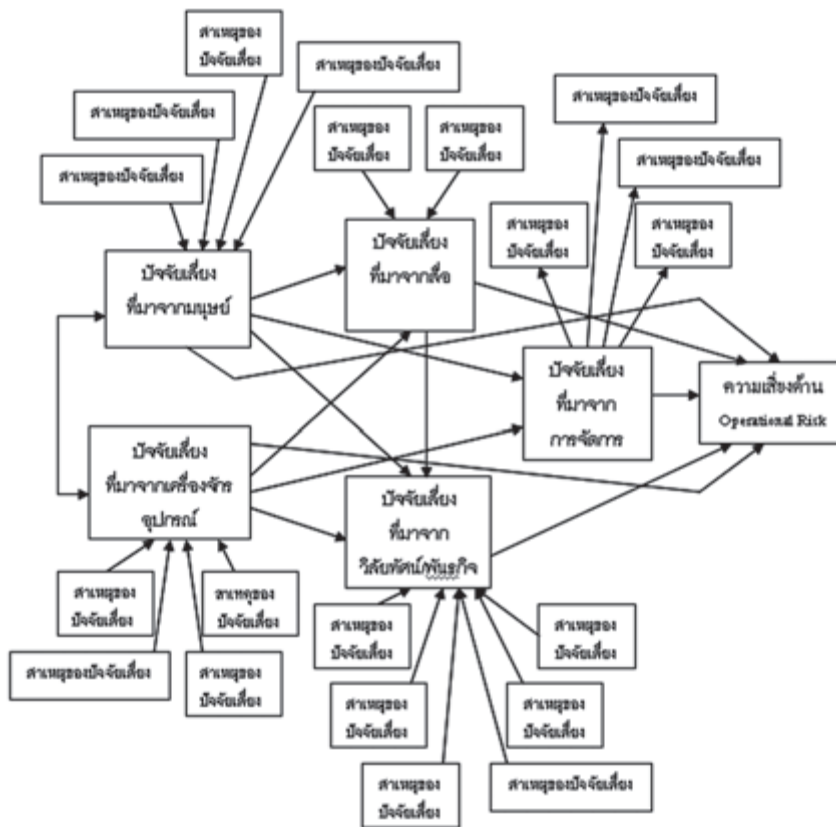 สาเหตุของ
ปัจจัยเสี่ยง
สาเหตุของปัจจัยเสี่ยง
สาเหตุของปัจจัยเสี่ยง
สาเหตุของปัจจัยเสี่ยง
สาเหตุของ
ปัจจัยเสี่ยง
สาเหตุของ
ปัจจัยเสี่ยง
สาเหตุของปัจจัยเสี่ยง
สาเหตุของปัจจัยเสี่ยง
สาเหตุของ
ปัจจัยเสี่ยง
สาเหตุของ
ปัจจัยเสี่ยง
ปัจจัยเสี่ยง
ที่มาจากมนุษย์
ปัจจัยเสี่ยง
ที่มาจากสื่อ
ปัจจัยเสี่ยง
ที่มาจาก
การจัดการ
ความเสี่ยงด้าน
Operational Risk
ปัจจัยเสี่ยง
ที่มาจากเครื่องจักร
อุปกรณ์
ปัจจัยเสี่ยง
ที่มาจาก
วิสัยทัศน์/พันธกิจ
สาเหตุของ
ปัจจัยเสี่ยง
สาเหตุของ
ปัจจัยเสี่ยง
สาเหตุของปัจจัยเสี่ยง
สาเหตุของ
ปัจจัยเสี่ยง
สาเหตุของ
ปัจจัยเสี่ยง
สาเหตุของ
ปัจจัยเสี่ยง
สาเหตุของ
ปัจจัยเสี่ยง
สาเหตุของ
ปัจจัยเสี่ยง
สาเหตุของ
ปัจจัยเสี่ยง
สาเหตุของปัจจัยเสี่ยง